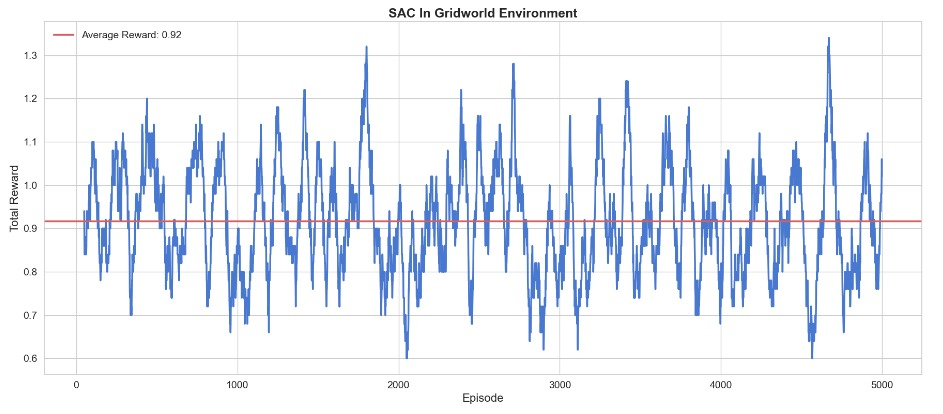 SAC In Gridworld Environment
Average Reward: 0.92
1.3
1.2
1.1
1.0
0.9
0.8
0.7
0.6
Total Reward
0 1000 2000 3000 4000 5000
Episode